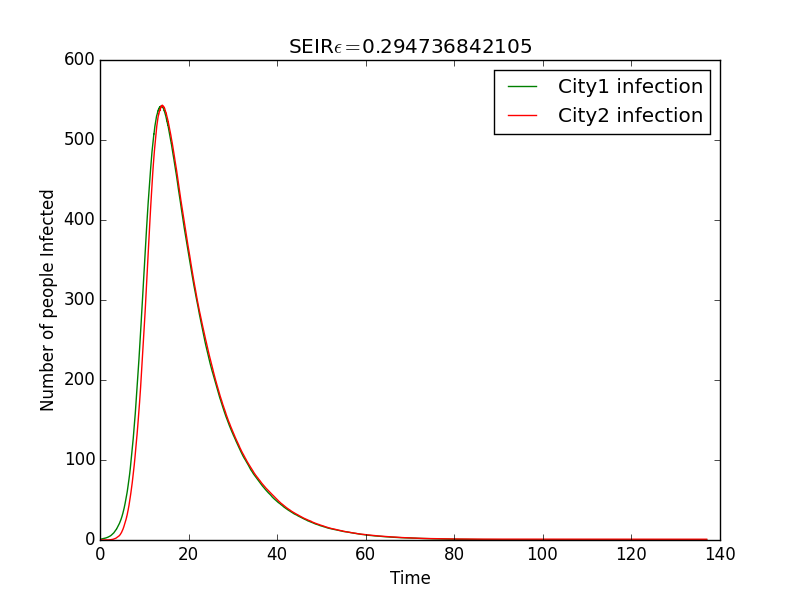 SEIRϵ=0.294736842105
600
500
400
300
200
100
0
Number of people Infected
City1 infection
City2 infection
0 20 40 60 80 100 120 140
Time